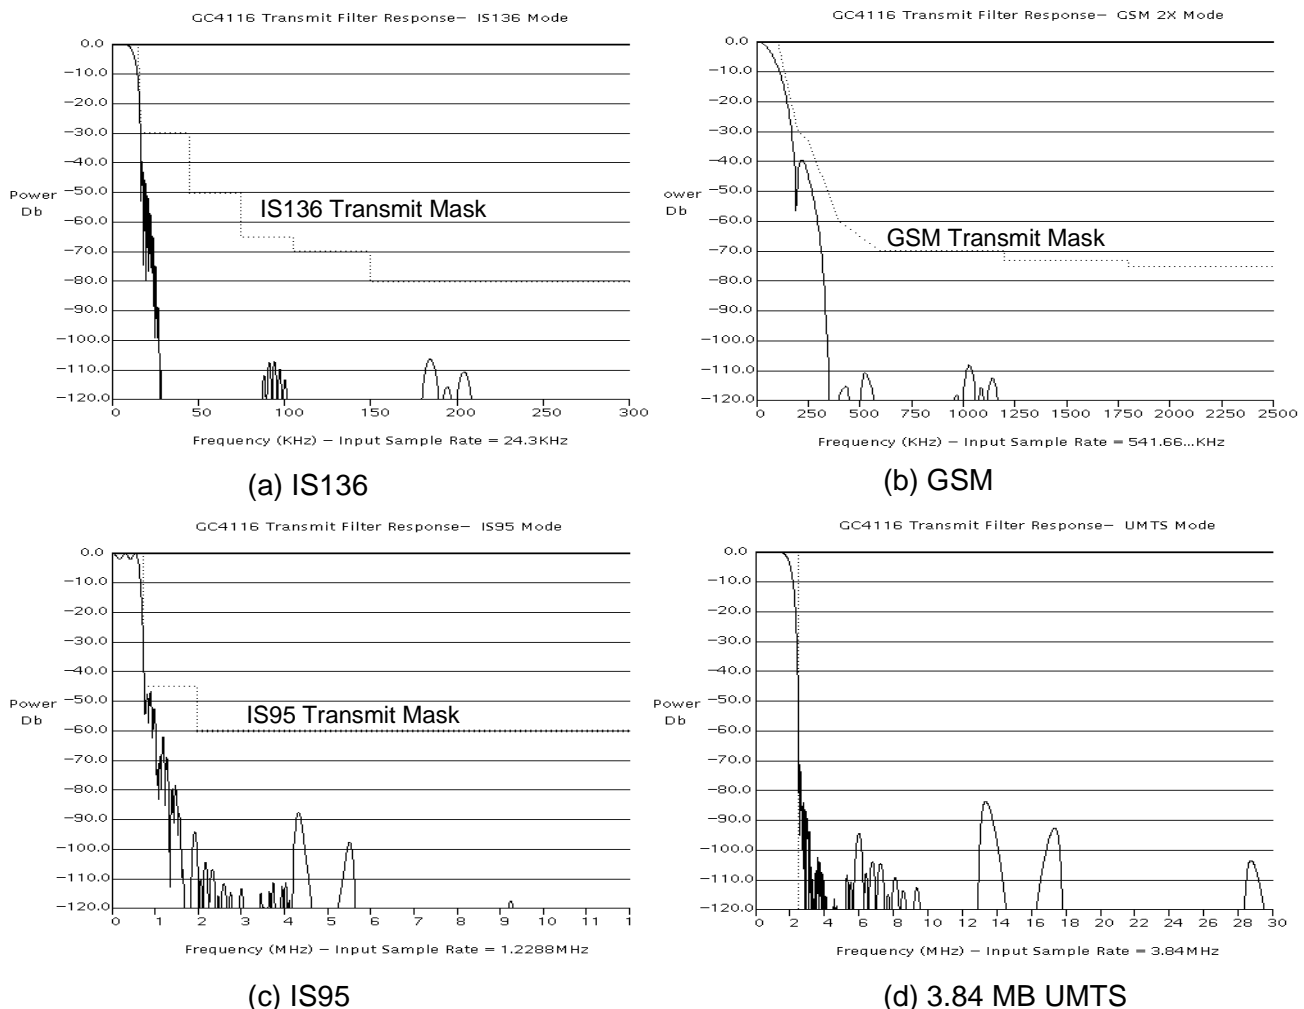 GC4116 Transmit Filter Response– IS136 Mode
0.0
−10.0
−20.0
−30.0
−40.0
−50.0
−60.0
−70.0
−80.0
−90.0
−100.0
−110.0
−120.0
Power
Db
IS136 Transmit Mask
0 50 100 150 200 250 300
Frequency (KHz) – Input Sample Rate = 24.3KHz
(a) IS136
GC4116 Transmit Filter Response– GSM 2X Mode
0.0
−10.0
−20.0
−30.0
−40.0
−50.0
−60.0
−70.0
−80.0
−90.0
−100.0
−110.0
−120.0
ower
Db
GSM Transmit Mask
0 250 500 750 1000 1250 1500 1750 2000 2250 2500
Frequency (KHz) – Input Sample Rate = 541.66...KHz
(b) GSM
GC4116 Transmit Filter Response– IS95 Mode
0.0
−10.0
−20.0
−30.0
−40.0
−50.0
−60.0
−70.0
−80.0
−90.0
−100.0
−110.0
−120.0
Power
Db
IS95 Transmit Mask
0 1 2 3 4 5 6 7 8 9 10 11 1
Frequency (MHz) – Input Sample Rate = 1.2288MHz
(c) IS95
GC4116 Transmit Filter Response– UMTS Mode
0.0
−10.0
−20.0
−30.0
−40.0
−50.0
−60.0
−70.0
−80.0
−90.0
−100.0
−110.0
−120.0
Power
Db
0 2 4 6 8 10 12 14 16 18 20 22 24 26 28 30
Frequency (MHz) – Input Sample Rate = 3.84MHz
(d) 3.84 MB UMTS